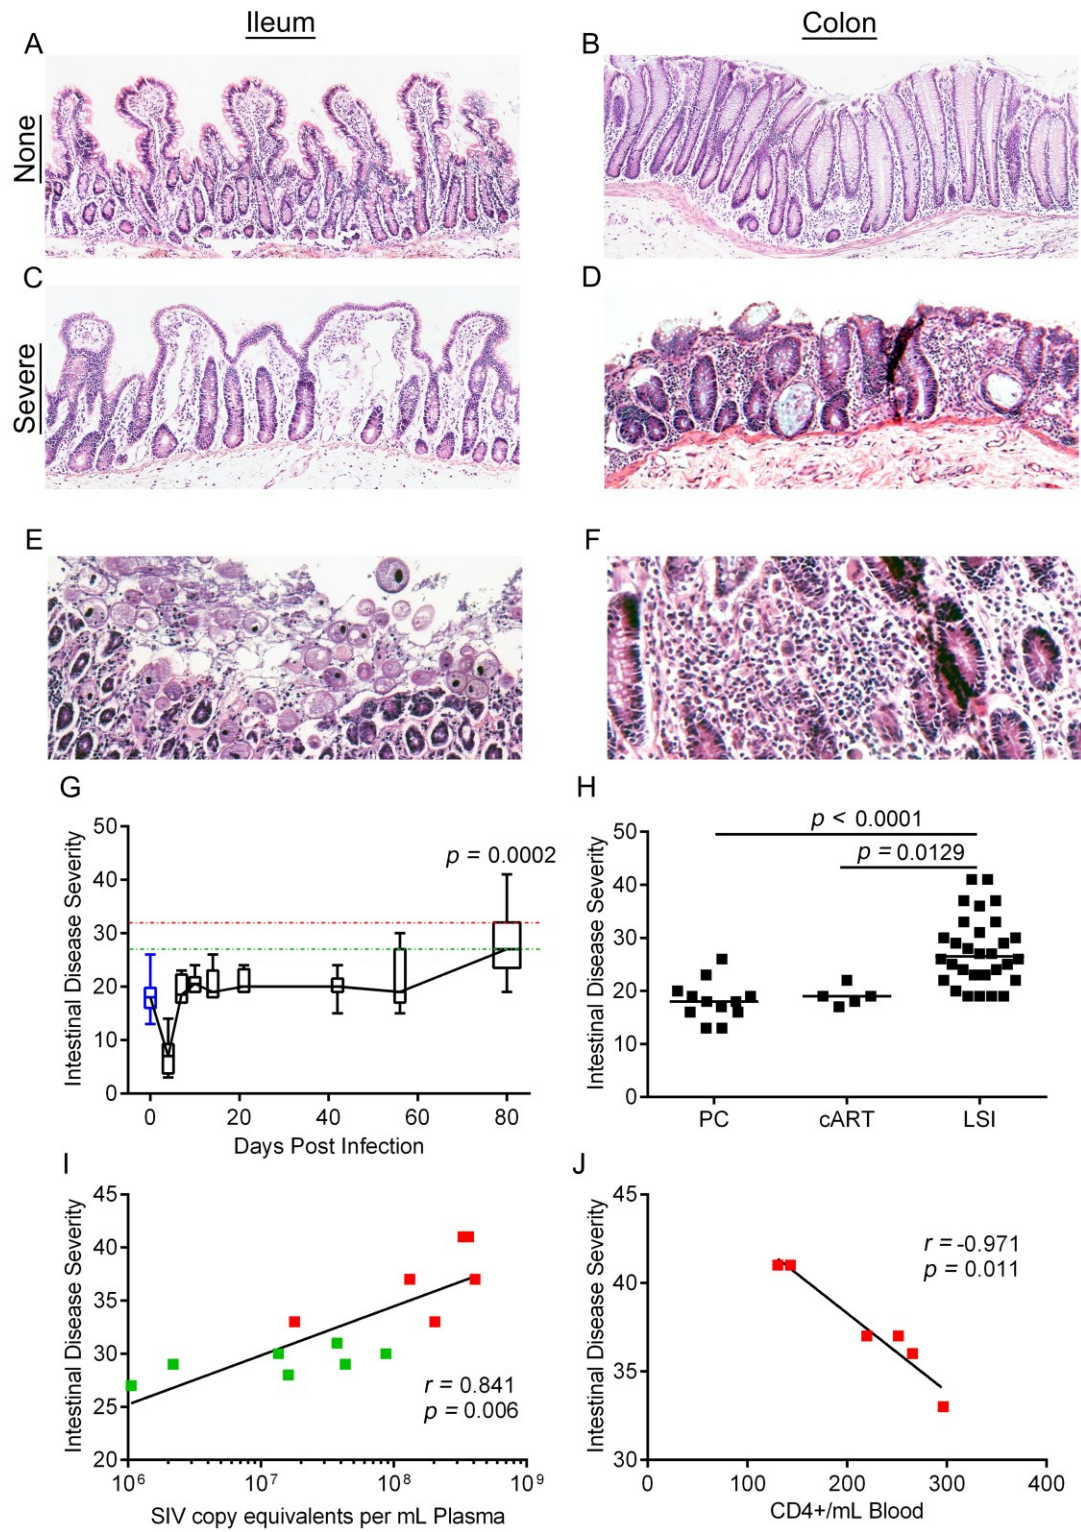 Ileum
Colon
A
B
None
C
D
Severe
E
F
G
Intestinal Disease Severity
50
40
30
20
10
0
p = 0.0002
0
20
40
60
80
Days Post Infection
H
Intestinal Disease Severity
50
40
30
20
10
0
p < 0.0001
p = 0.0129
PC
cART
LSI
I
Intestinal Disease Severity
45
40
35
30
25
20
r = 0.841
p = 0.006
10⁶
10⁷
10⁸
10⁹
SIV copy equivalents per mL Plasma
J
Intestinal Disease Severity
45
40
35
30
r = -0.971
p = 0.011
0
100
200
300
400
CD4+/mL Blood